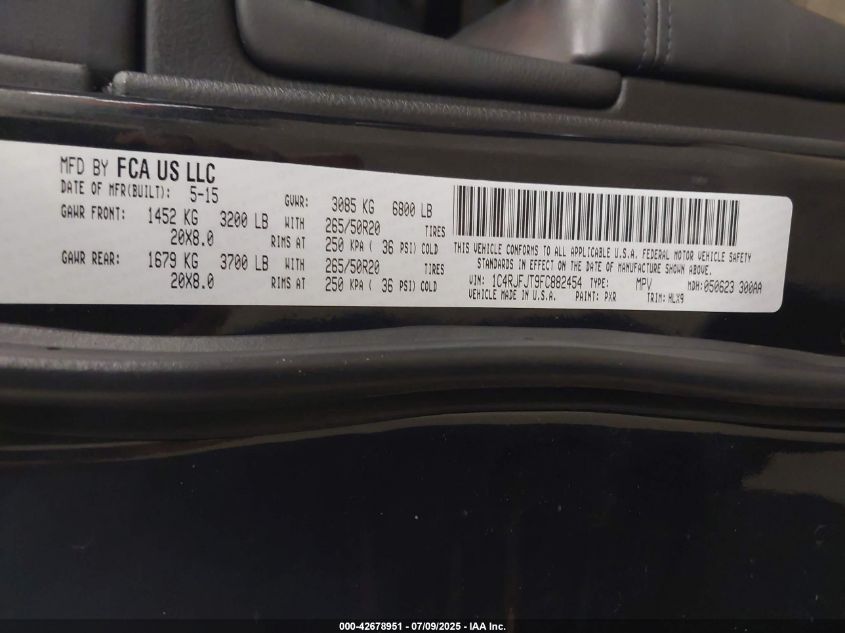 MFD BY FCA US LLC
DATE OF MFR(BUILT): 5-15 GVWR: 3085 KG 6800 LB
GAWR FRONT: 1452 KG 3200 LB WITH 265/50R20 TIRES
20X8.0 RIMS AT 250 KPA ( 36 PSI) COLD
GAWR REAR: 1679 KG 3700 LB WITH 265/50R20 TIRES
20X8.0 RIMS AT 250 KPA ( 36 PSI) COLD
THIS VEHICLE CONFORMS TO ALL APPLICABLE U.S.A. FEDERAL MOTOR VEHICLE SAFETY
STANDARDS IN EFFECT ON THE DATE OF MANUFACTURE SHOWN ABOVE.
VIN: 1C4RJFJT9FC882454 TYPE: MPV MDH: 050623 300AA
VEHICLE MADE IN U.S.A. PAINT: PXR TRIM: HLX9
000-42678951 | 07/09/2025 - IAA Inc.